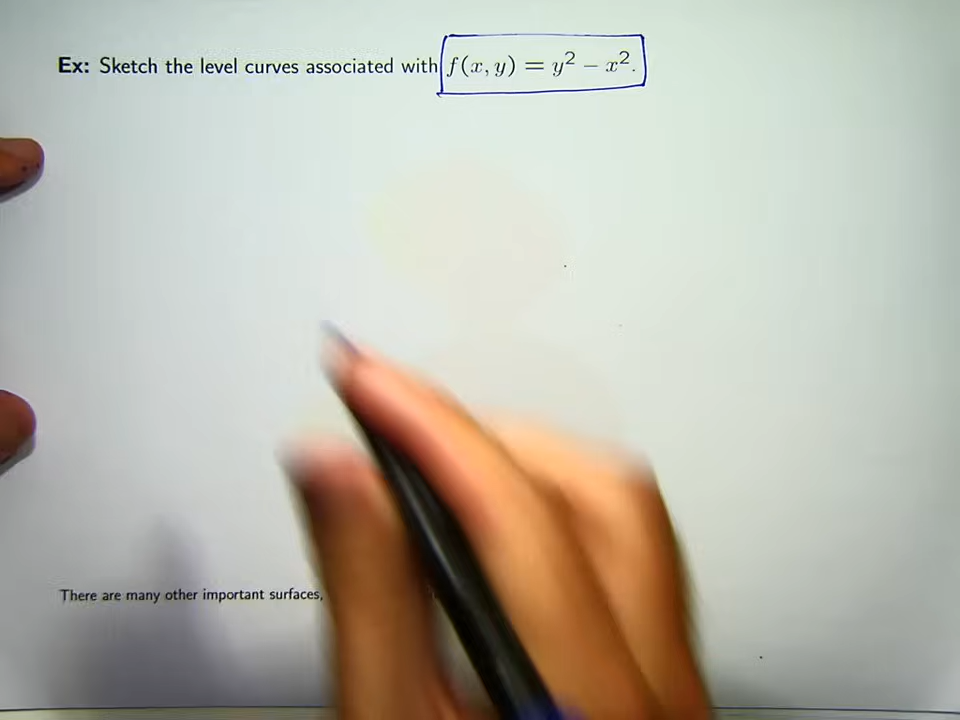 Ex: Sketch the level curves associated with f(x, y) = y² − x².
There are many other important surfaces,